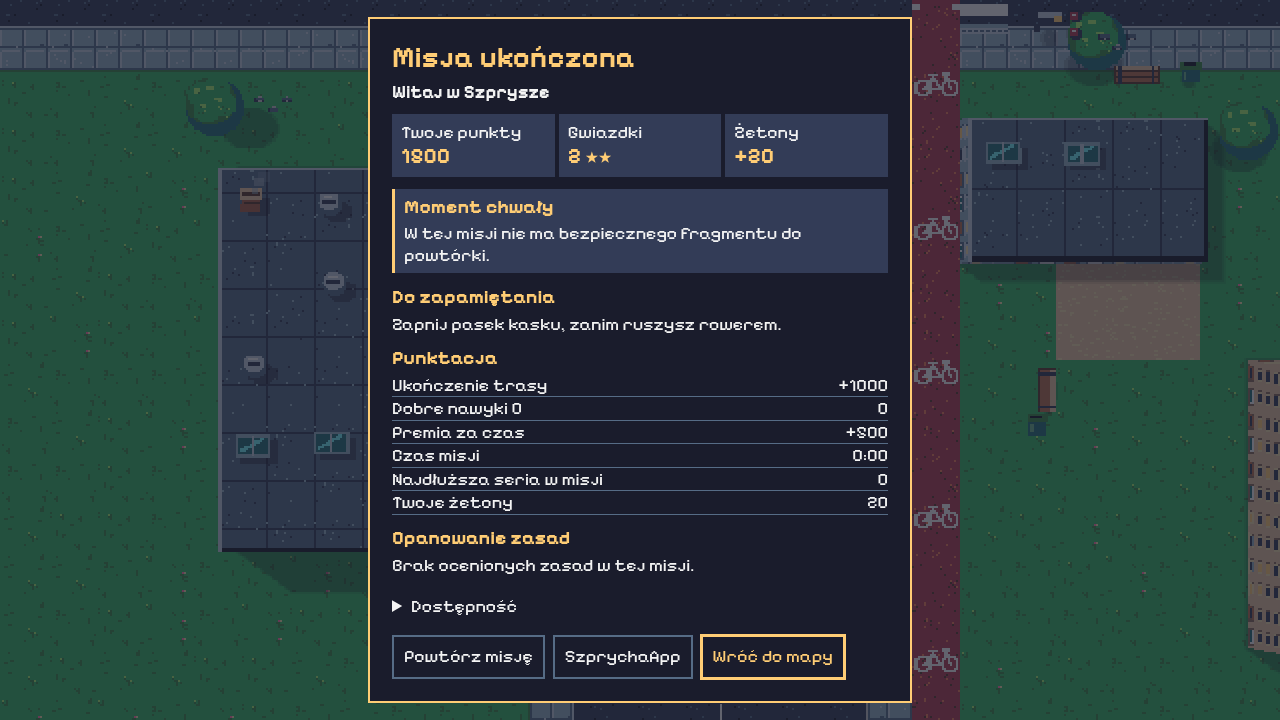 Misja ukończona
Witaj w Szprysze
Twoje punkty
1500
Gwiazdki
2 ★★
Żetony
+20
Moment chwały
W tej misji nie ma bezpiecznego fragmentu do
powtórki.
Do zapamiętania
Zapnij pasek kasku, zanim ruszysz rowerem.
Punktacja
Ukończenie trasy +1000
Dobre nawyki 0 0
Premia za czas +500
Czas misji 0:00
Najdłuższa seria w misji 0
Twoje żetony 20
Opanowanie zasad
Brak ocenionych zasad w tej misji.
▶ Dostępność
Powtórz misję SzprychaApp Wróć do mapy